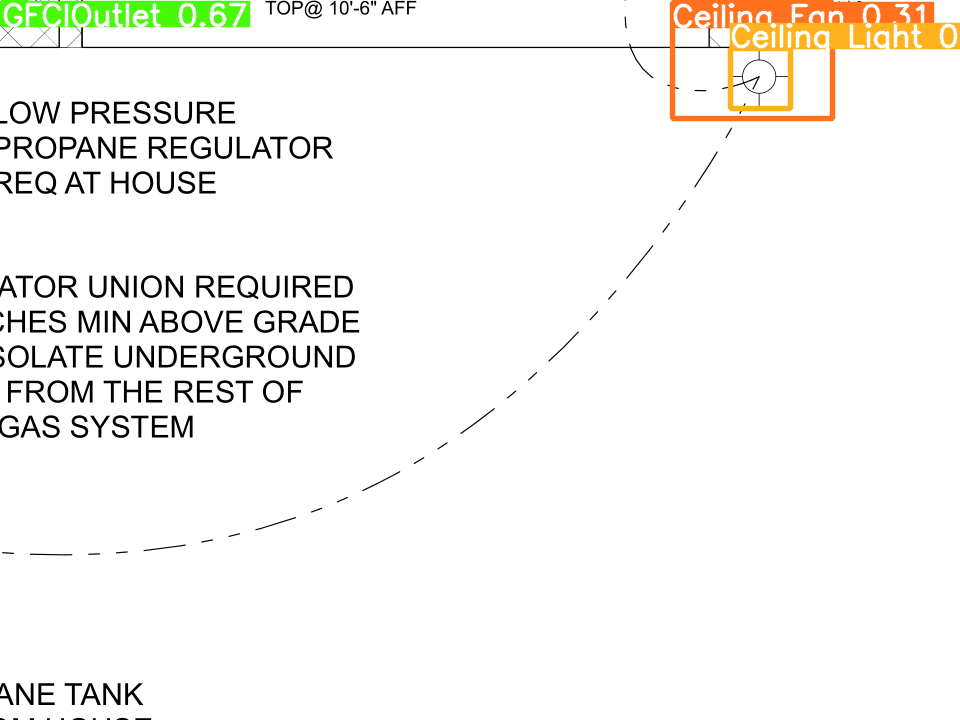 GFCIOutlet 0.67
TOP@ 10'-6" AFF
Ceiling Fan 0.31
Ceiling Light 0
LOW PRESSURE
PROPANE REGULATOR
REQ AT HOUSE
ATOR UNION REQUIRED
CHES MIN ABOVE GRADE
SOLATE UNDERGROUND
FROM THE REST OF
GAS SYSTEM
ANE TANK